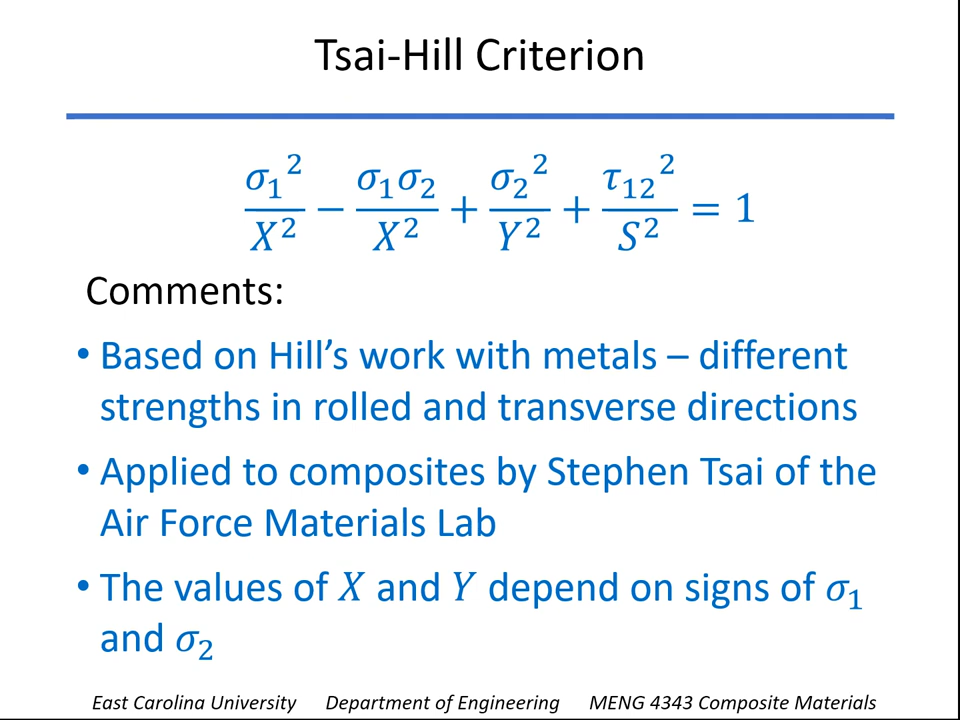 Tsai-Hill Criterion
σ₁²/X² − σ₁σ₂/X² + σ₂²/Y² + τ₁₂²/S² = 1
Comments:
• Based on Hill’s work with metals – different
strengths in rolled and transverse directions
• Applied to composites by Stephen Tsai of the
Air Force Materials Lab
• The values of X and Y depend on signs of σ₁
and σ₂
East Carolina University Department of Engineering MENG 4343 Composite Materials